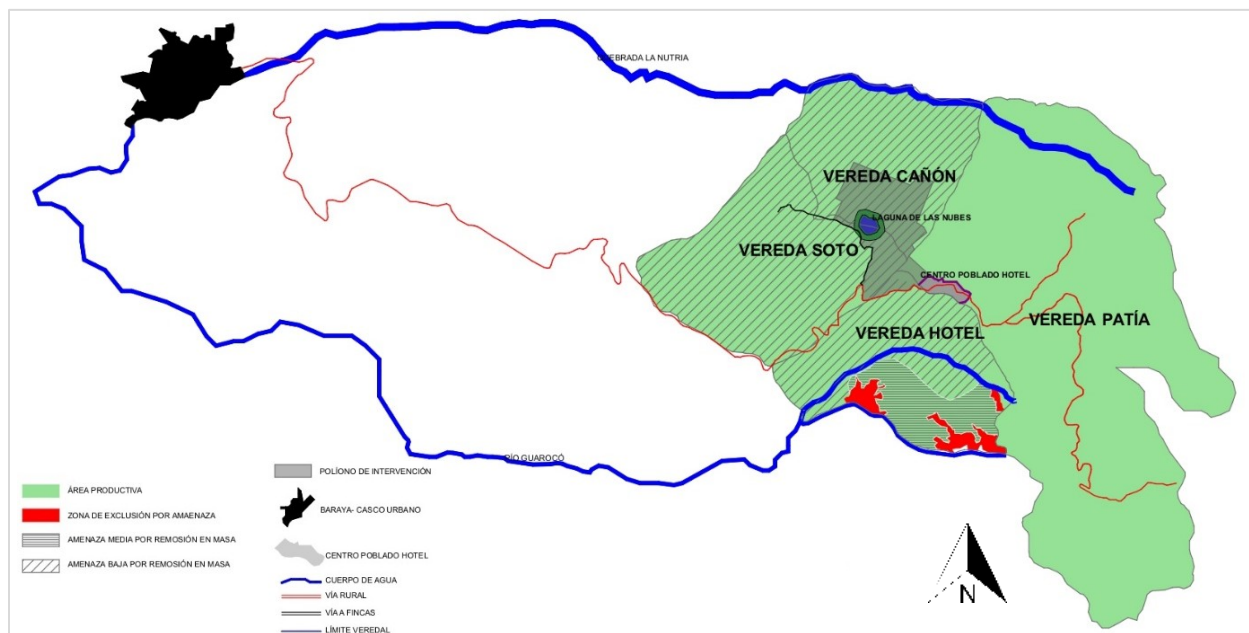 QUEBRADA LA NUTRIA
VEREDA CAÑÓN
LAGUNA DE LAS NUBES
VEREDA SOTO
CENTRO POBLADO HOTEL
VEREDA HOTEL
VEREDA PATÍA
RÍO GUAROCÓ
ÁREA PRODUCTIVA
ZONA DE EXCLUSIÓN POR AMAENAZA
AMENAZA MEDIA POR REMOSIÓN EN MASA
AMENAZA BAJA POR REMOSIÓN EN MASA
POLÍONO DE INTERVENCIÓN
BARAYA- CASCO URBANO
CENTRO POBLADO HOTEL
CUERPO DE AGUA
VÍA RURAL
VÍA A FINCAS
LÍMITE VEREDAL
N